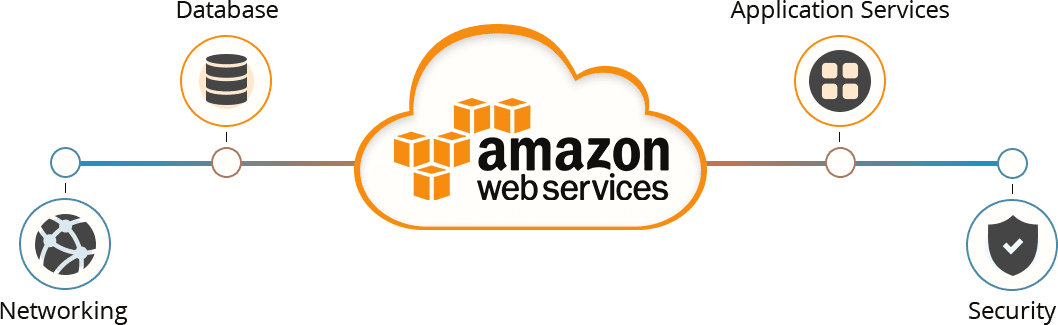 Database
Application Services
amazon
web services
Networking
Security